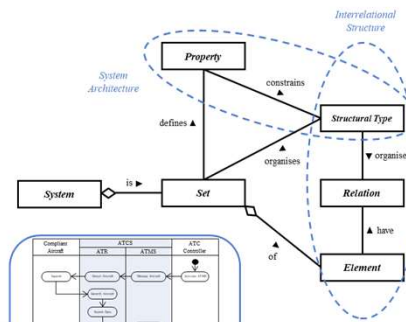 Interrelational
Structure
Property
System
Architecture
constrains
Structural Type
defines ▲
organises
organise
System
is ►
Set
Relation
have
of
Element
Compliant
Aircraft
ATCS
ATC
Controller
ATR
ATMS